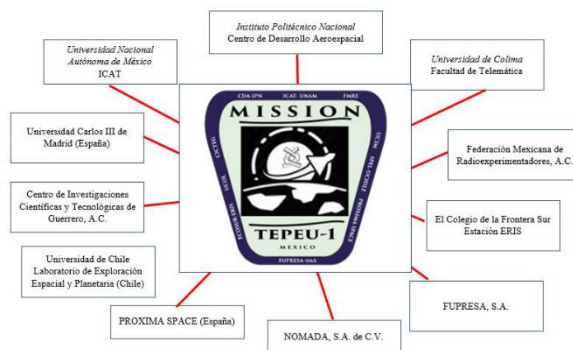 Instituto Politécnico Nacional
Centro de Desarrollo Aeroespacial
Universidad Nacional
Autónoma de México
ICAT
Universidad de Colima
Facultad de Telemática
CDA-IPN
ICAT- UNAM
FMRE
MISSION
Universidad Carlos III de
Madrid (España)
Federación Mexicana de
Radioexperimentadores, A.C.
Centro de Investigaciones
Científicas y Tecnológicas de
Guerrero, A.C.
El Colegio de la Frontera Sur
Estación ERIS
TEPEU-1
MEXICO
FUPRESA-UAX
Universidad de Chile
Laboratorio de Exploración
Espacial y Planetaria (Chile)
FUPRESA, S.A.
PROXIMA SPACE (España)
NOMADA, S.A. de C.V.